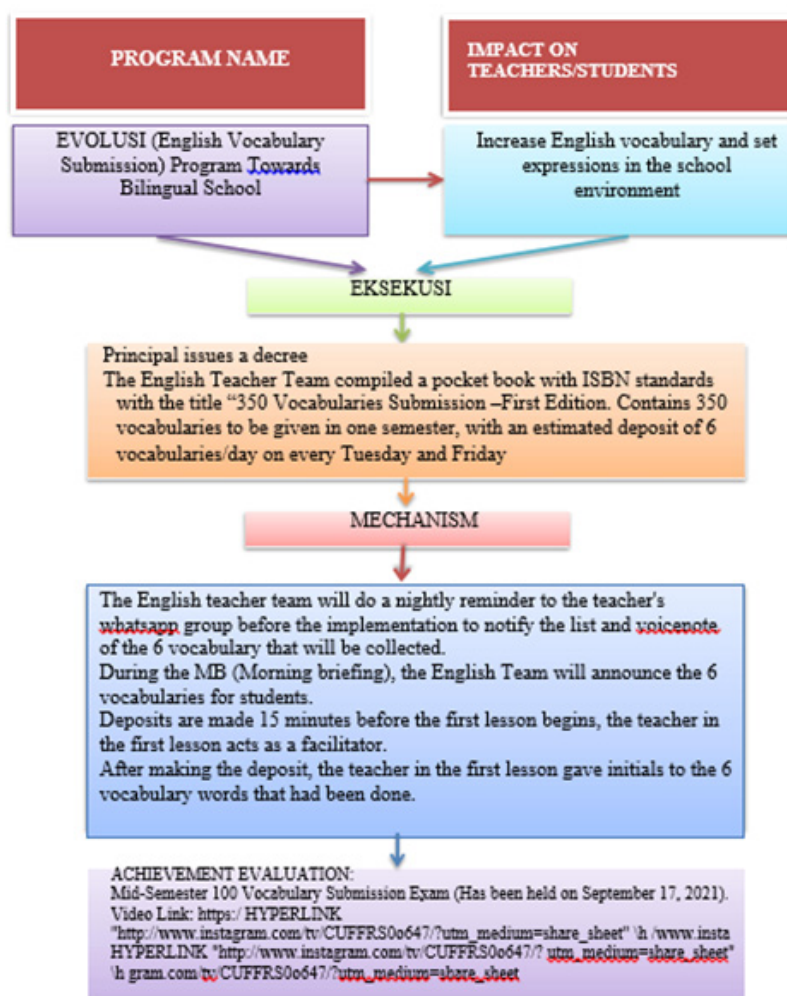 PROGRAM NAME
IMPACT ON
TEACHERS/STUDENTS
EVOLUSI (English Vocabulary
Submission) Program Towards
Bilingual School
Increase English vocabulary and set
expressions in the school
environment
EKSEKUSI
Principal issues a decree
The English Teacher Team compiled a pocket book with ISBN standards
with the title “350 Vocabularies Submission –First Edition. Contains 350
vocabularies to be given in one semester, with an estimated deposit of 6
vocabularies/day on every Tuesday and Friday
MECHANISM
The English teacher team will do a nightly reminder to the teacher's
whatsapp group before the implementation to notify the list and voicenote
of the 6 vocabulary that will be collected.
During the MB (Morning briefing), the English Team will announce the 6
vocabularies for students.
Deposits are made 15 minutes before the first lesson begins, the teacher in
the first lesson acts as a facilitator.
After making the deposit, the teacher in the first lesson gave initials to the 6
vocabulary words that had been done.
ACHIEVEMENT EVALUATION:
Mid-Semester 100 Vocabulary Submission Exam (Has been held on September 17, 2021).
Video Link: https:/ HYPERLINK
"http://www.instagram.com/tv/CUFFRS0o647/?utm_medium=share_sheet" \h /www.insta
HYPERLINK "http://www.instagram.com/tv/CUFFRS0o647/? utm_medium=share_sheet"
\h gram.com/tv/CUFFRS0o647/?utm_medium=share_sheet